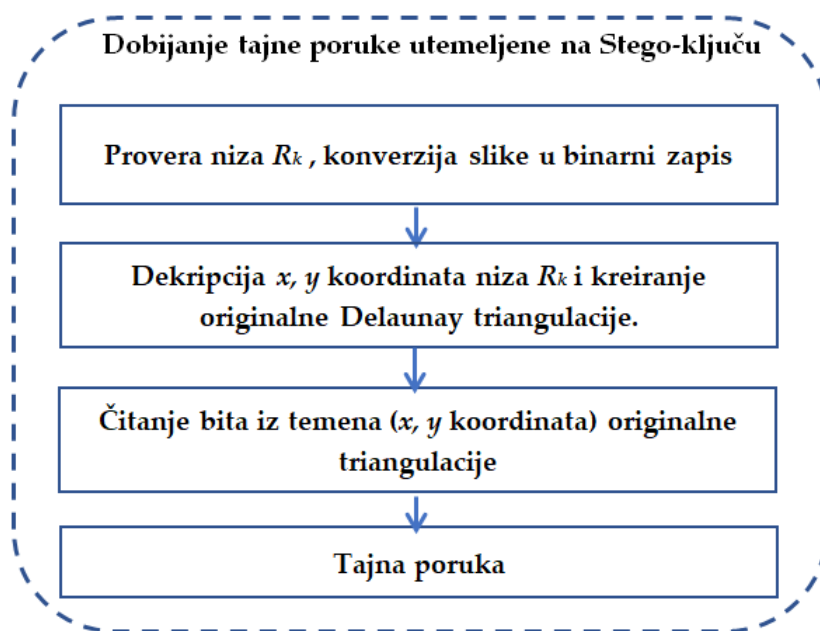 Dobijanje tajne poruke utemeljene na Stego-ključu
Provera niza Rk , konverzija slike u binarni zapis
Dekripcija x, y koordinata niza Rk i kreiranje
originalne Delaunay triangulacije.
Čitanje bita iz temena (x, y koordinata) originalne
triangulacije
Tajna poruka